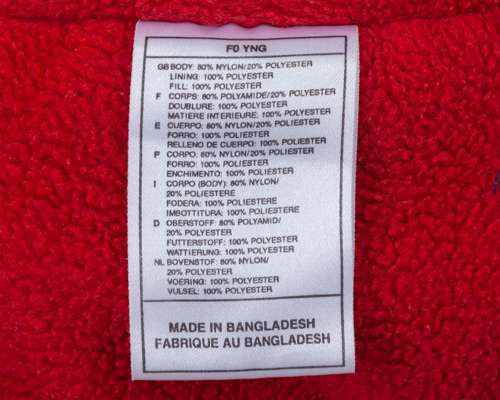 F0 YNG
GB BODY: 80% NYLON/20% POLYESTER
LINING: 100% POLYESTER
FILL: 100% POLYESTER
F CORPS: 80% POLYAMIDE/20% POLYESTER
DOUBLURE: 100% POLYESTER
MATIERE INTERIEURE: 100% POLYESTER
E CUERPO: 80% NYLON/20% POLIESTER
FORRO: 100% POLIESTER
RELLENO DE CUERPO: 100% POLIESTER
P CORPO: 80% NYLON/20% POLIESTER
FORRO: 100% POLIESTER
ENCHIMENTO: 100% POLIESTER
I CORPO (BODY): 80% NYLON/
20% POLIESTERE
FODERA: 100% POLIESTERE
IMBOTTITURA: 100% POLIESTERE
D OBERSTOFF: 80% POLYAMID/
20% POLYESTER
FUTTERSTOFF: 100% POLYESTER
WATTIERUNG: 100% POLYESTER
NL BOVENSTOF: 80% NYLON/
20% POLYESTER
VOERING: 100% POLYESTER
VULSEL: 100% POLYESTER
MADE IN BANGLADESH
FABRIQUE AU BANGLADESH